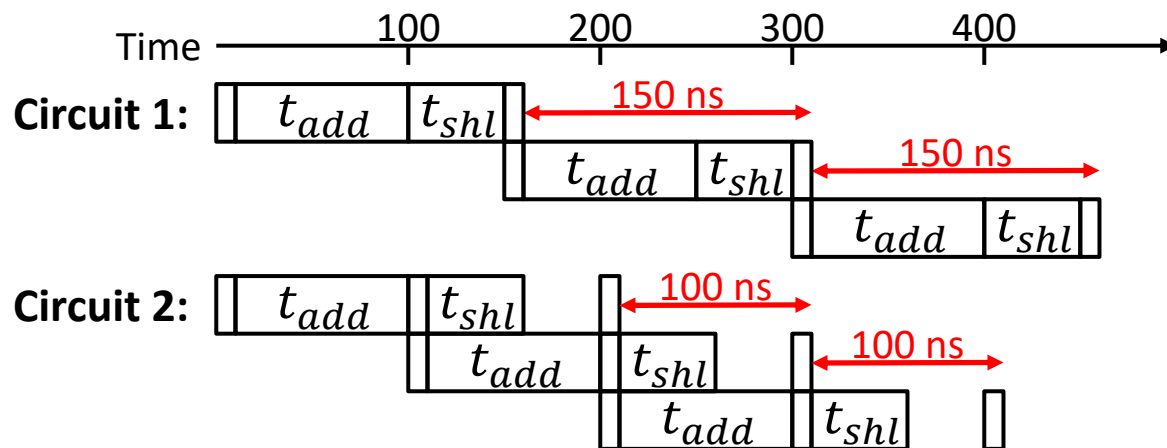 100 200 300 400
Time
Circuit 1: t_add t_shl 150 ns
t_add t_shl 150 ns
t_add t_shl
Circuit 2: t_add t_shl 100 ns
t_add t_shl 100 ns
t_add t_shl